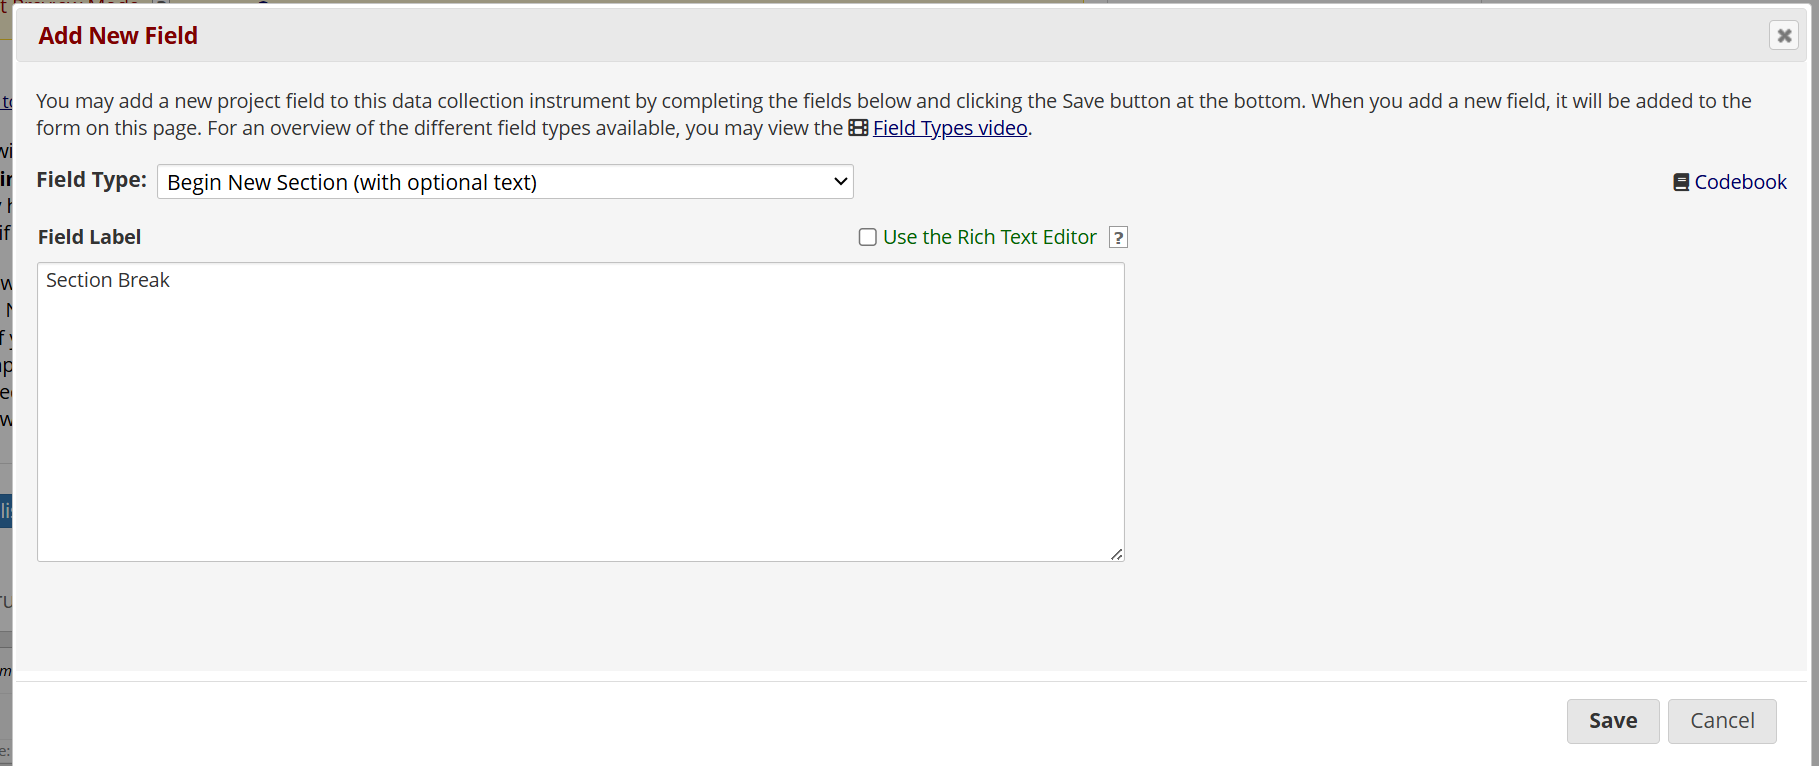 Add New Field
You may add a new project field to this data collection instrument by completing the fields below and clicking the Save button at the bottom. When you add a new field, it will be added to the
form on this page. For an overview of the different field types available, you may view the Field Types video.
Field Type: Begin New Section (with optional text)
Codebook
Field Label
Use the Rich Text Editor ?
Section Break
Save Cancel